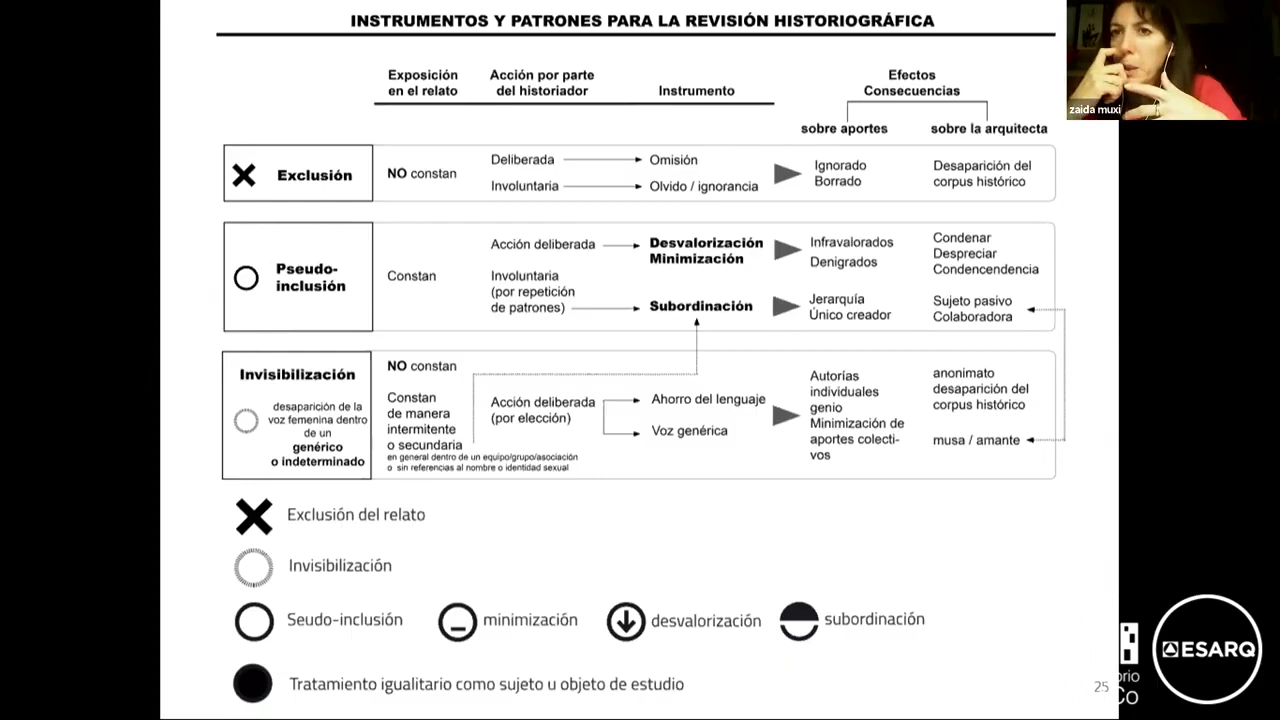 INSTRUMENTOS Y PATRONES PARA LA REVISIÓN HISTORIOGRÁFICA
zaida muxi
Exposición
en el relato
Acción por parte
del historiador
Instrumento
Efectos
Consecuencias
sobre aportes
sobre la arquitecta
Exclusión
NO constan
Deliberada
Omisión
Involuntaria
Olvido / ignorancia
Ignorado
Borrado
Desaparición del
corpus histórico
Pseudo-
inclusión
Constan
Acción deliberada
Desvalorización
Minimización
Infravalorados
Denigrados
Condenar
Despreciar
Condencendencia
Involuntaria
(por repetición
de patrones)
Subordinación
Jerarquía
Único creador
Sujeto pasivo
Colaboradora
Invisibilización
desaparición de la
voz femenina dentro
de un
genérico
o indeterminado
NO constan
Constan
de manera
intermitente
o secundaria
en general dentro de un equipo/grupo/asociación
o sin referencias al nombre o identidad sexual
Acción deliberada
(por elección)
Ahorro del lenguaje
Voz genérica
Autorías
individuales
genio
Minimización de
aportes colecti-
vos
anonimato
desaparición del
corpus histórico
musa / amante
Exclusión del relato
Invisibilización
Seudo-inclusión
minimización
desvalorización
subordinación
Tratamiento igualitario como sujeto u objeto de estudio
25
ESARQ